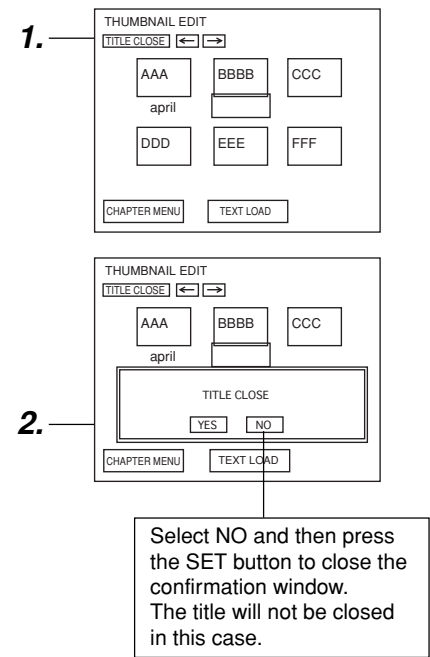 1.
THUMBNAIL EDIT
TITLE CLOSE ← →
AAA BBBB CCC
april
DDD EEE FFF
CHAPTER MENU TEXT LOAD
2.
THUMBNAIL EDIT
TITLE CLOSE ← →
AAA BBBB CCC
april
TITLE CLOSE
YES NO
CHAPTER MENU TEXT LOAD
Select NO and then press
the SET button to close the
confirmation window.
The title will not be closed
in this case.